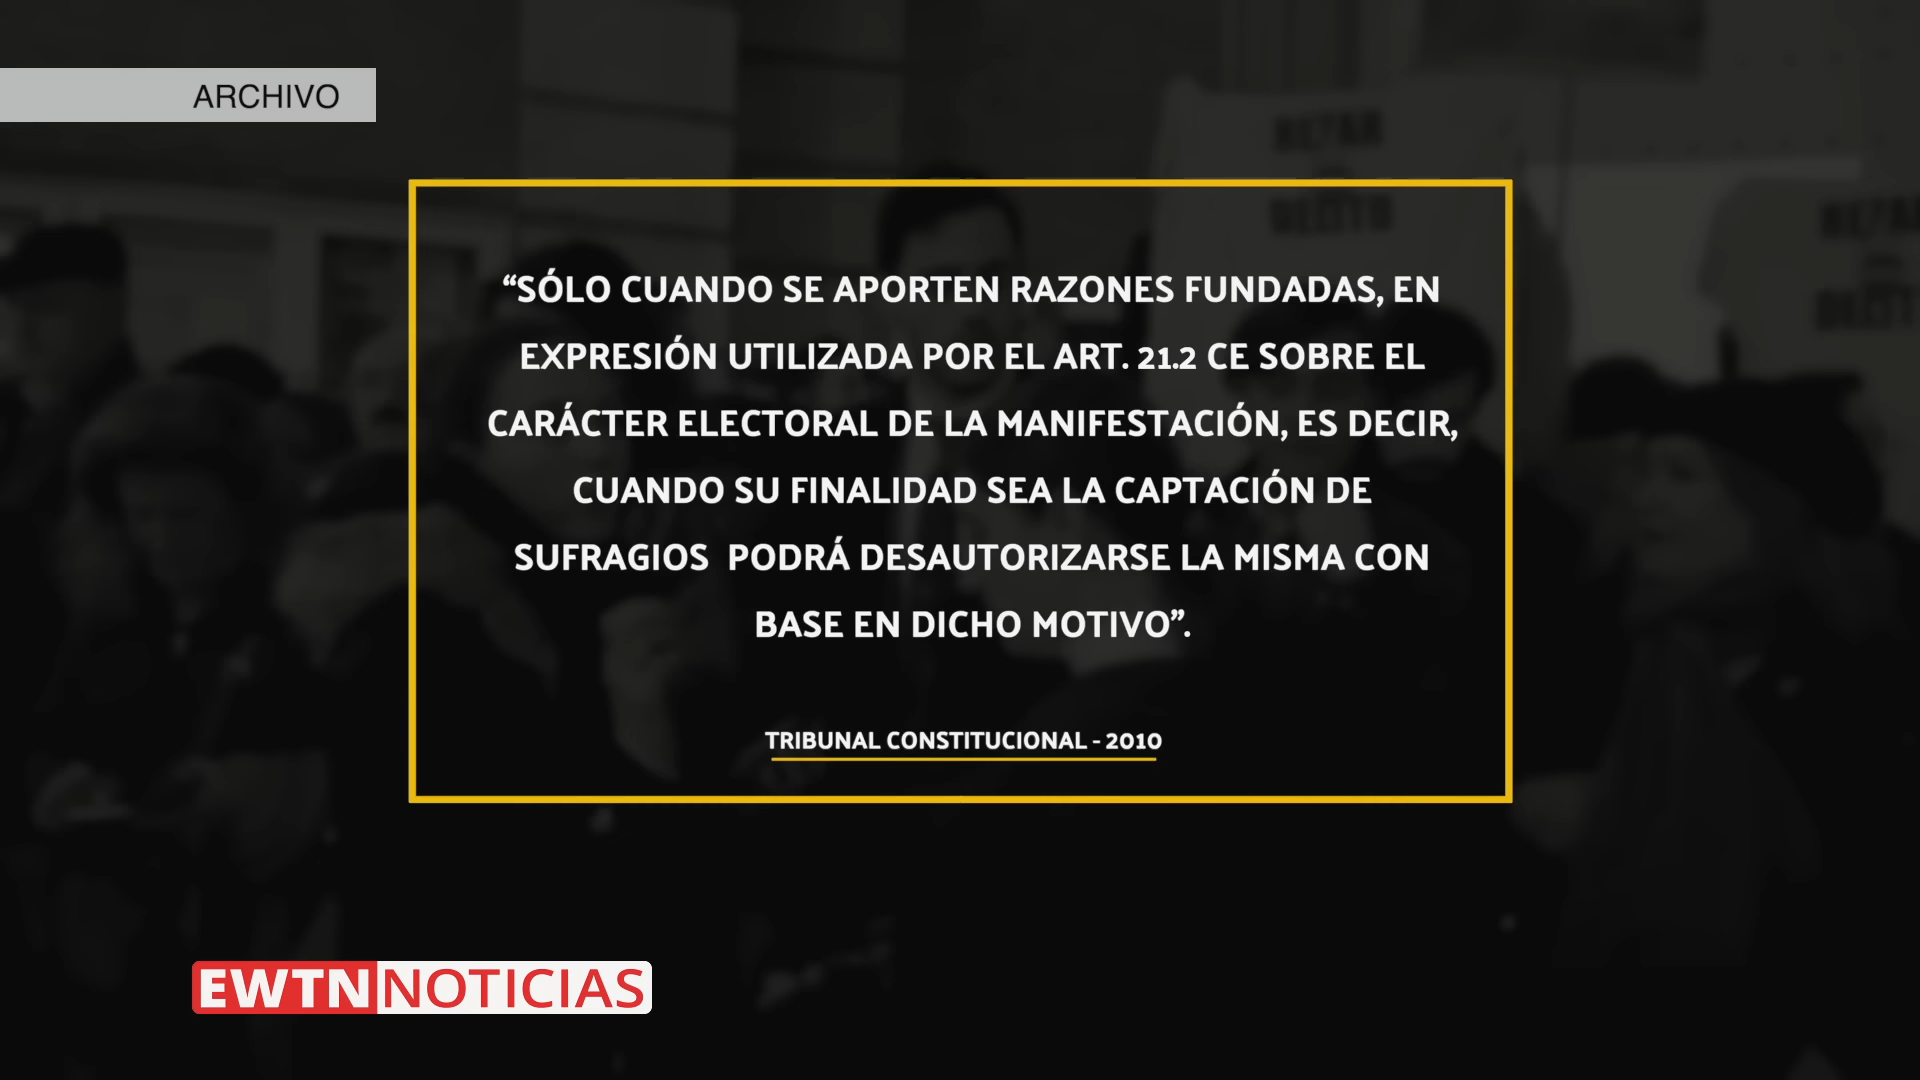 ARCHIVO
“SÓLO CUANDO SE APORTEN RAZONES FUNDADAS, EN
EXPRESIÓN UTILIZADA POR EL ART. 21.2 CE SOBRE EL
CARÁCTER ELECTORAL DE LA MANIFESTACIÓN, ES DECIR,
CUANDO SU FINALIDAD SEA LA CAPTACIÓN DE
SUFRAGIOS  PODRÁ DESAUTORIZARSE LA MISMA CON
BASE EN DICHO MOTIVO”.
TRIBUNAL CONSTITUCIONAL - 2010
EWTN NOTICIAS